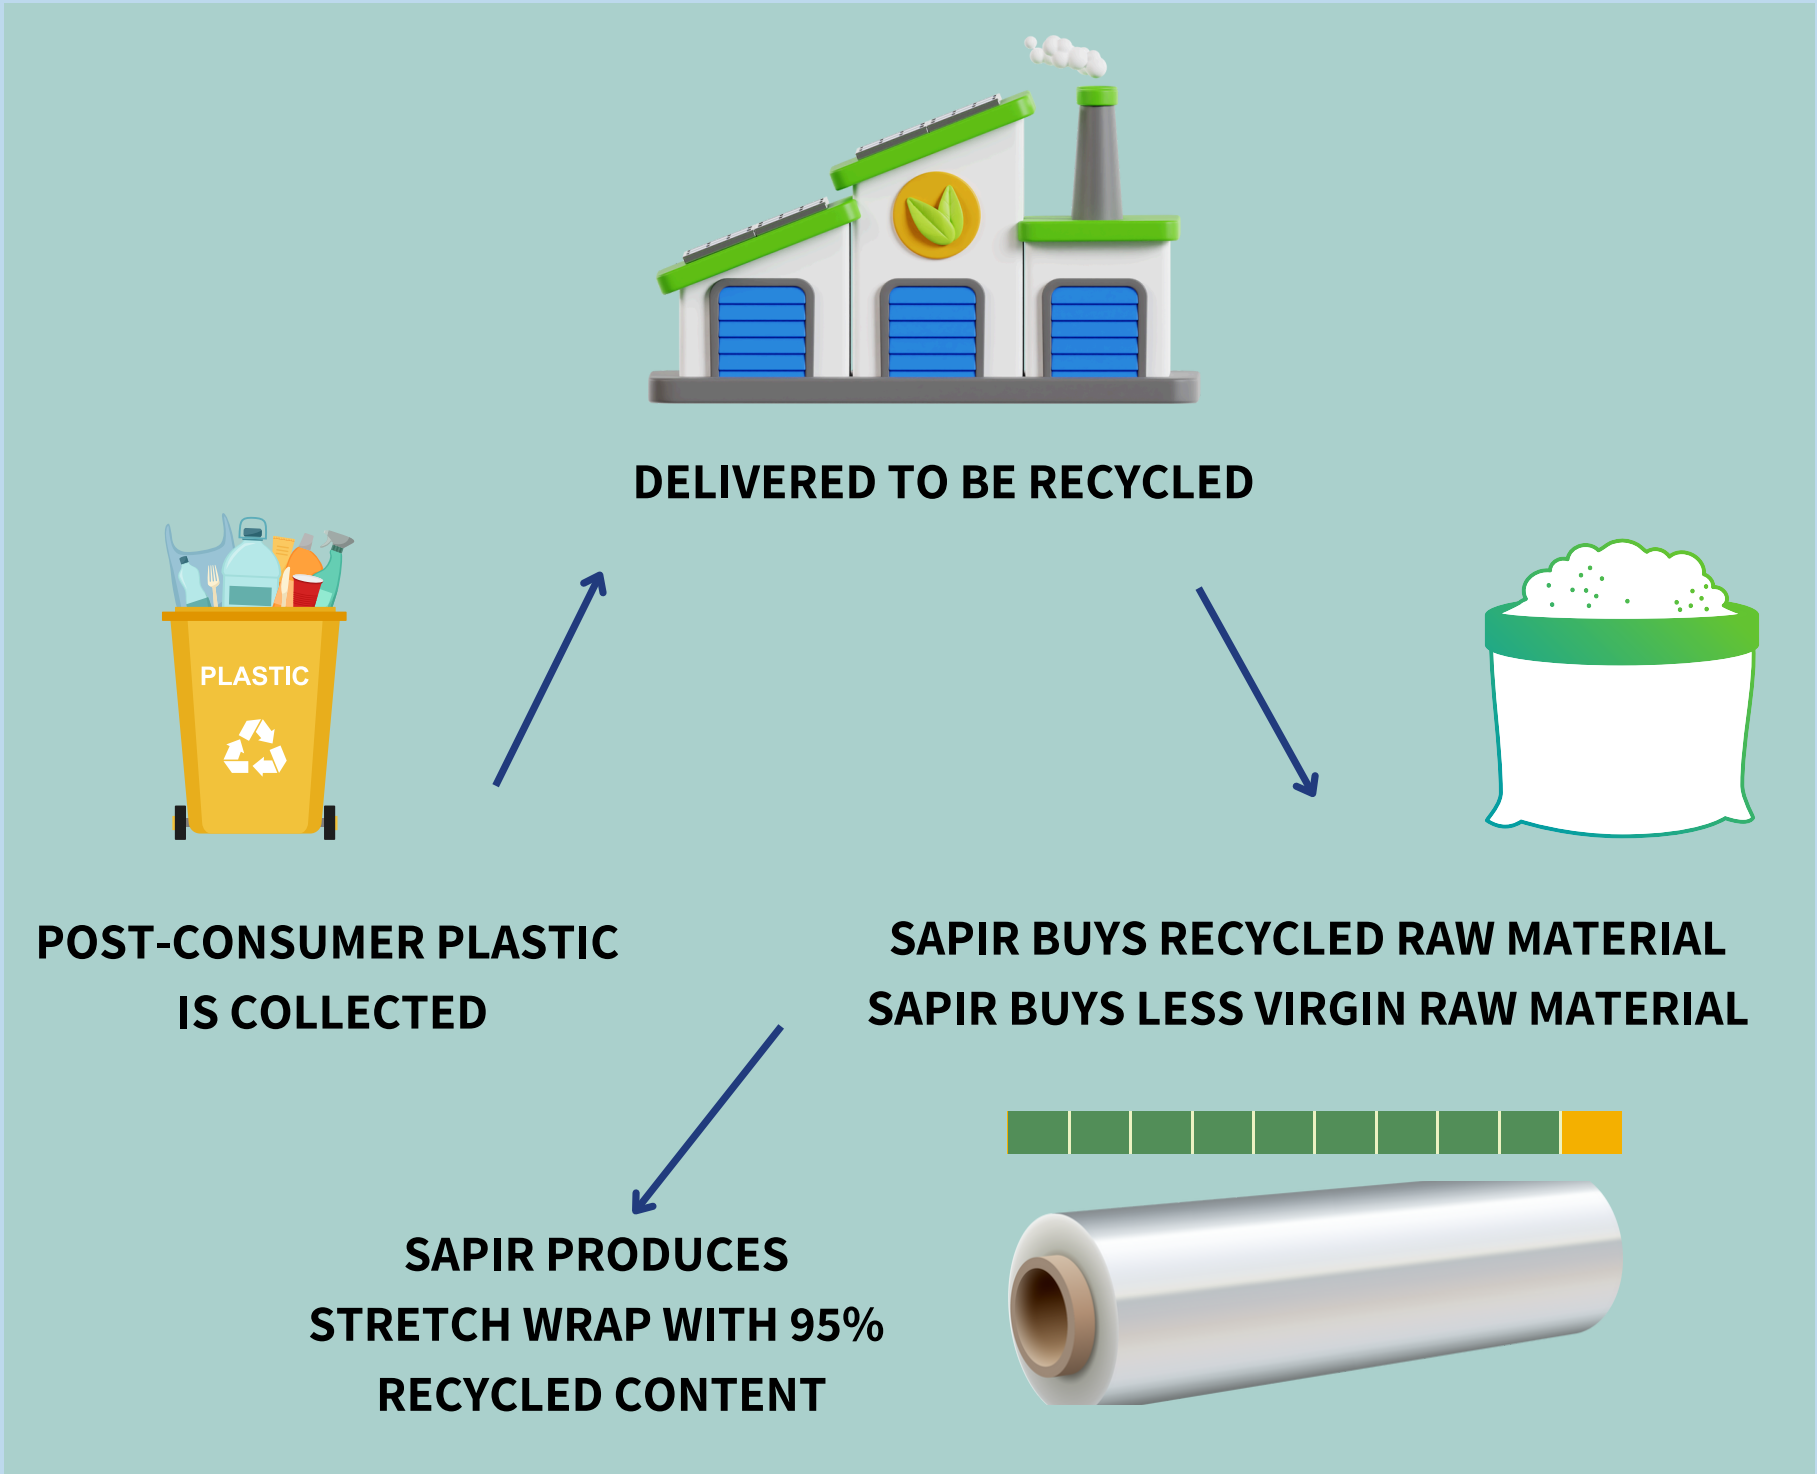 DELIVERED TO BE RECYCLED
PLASTIC
POST-CONSUMER PLASTIC
IS COLLECTED
SAPIR BUYS RECYCLED RAW MATERIAL
SAPIR BUYS LESS VIRGIN RAW MATERIAL
SAPIR PRODUCES
STRETCH WRAP WITH 95%
RECYCLED CONTENT